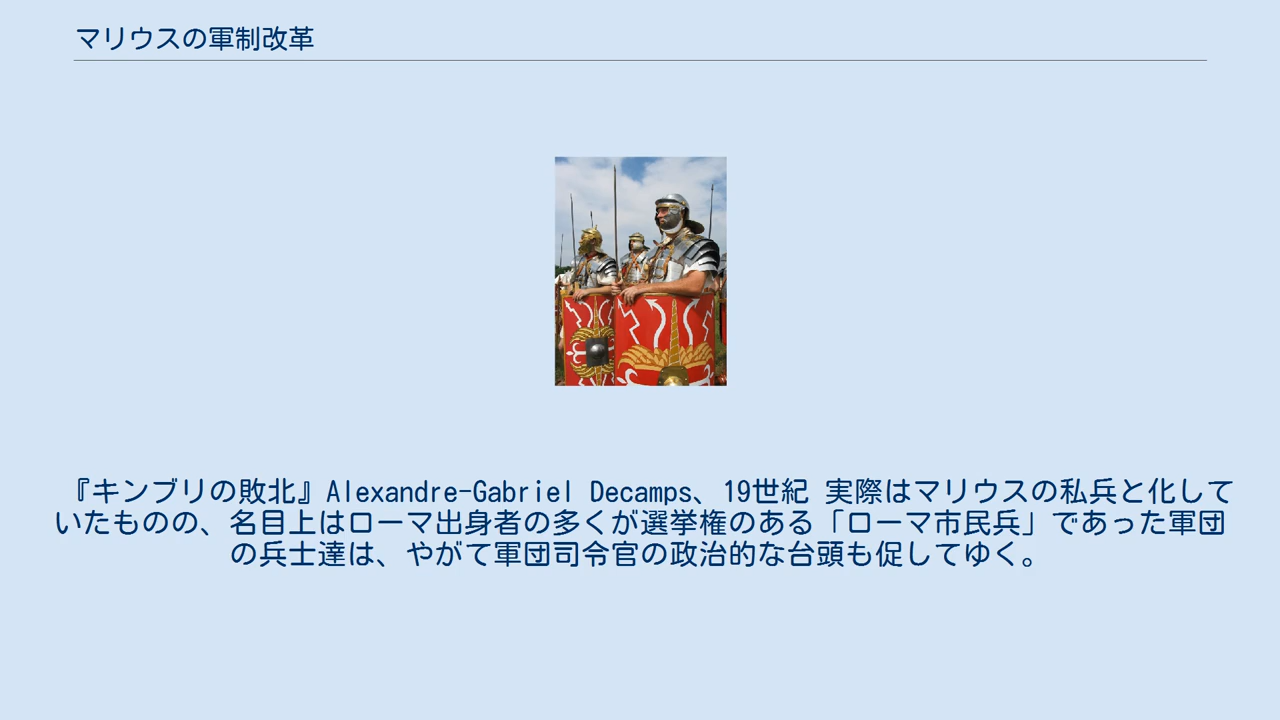 マリウスの軍制改革
『キンブリの敗北』Alexandre-Gabriel Decamps、19世紀 実際はマリウスの私兵と化して
いたものの、名目上はローマ出身者の多くが選挙権のある「ローマ市民兵」であった軍団
の兵士達は、やがて軍団司令官の政治的な台頭も促してゆく。